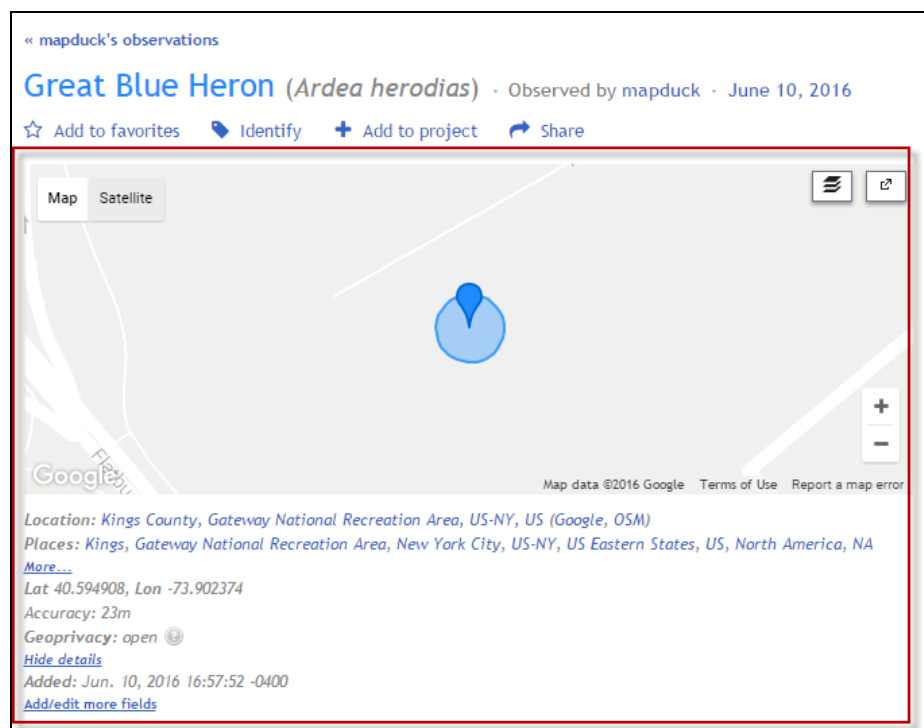 « mapduck's observations
Great Blue Heron (Ardea herodias) · Observed by mapduck · June 10, 2016
Add to favorites Identify + Add to project Share
Map Satellite
Flatbu
Google
Map data ©2016 Google Terms of Use Report a map error
Location: Kings County, Gateway National Recreation Area, US-NY, US (Google, OSM)
Places: Kings, Gateway National Recreation Area, New York City, US-NY, US Eastern States, US, North America, NA
More...
Lat 40.594908, Lon -73.902374
Accuracy: 23m
Geoprivacy: open ?
Hide details
Added: Jun. 10, 2016 16:57:52 -0400
Add/edit more fields